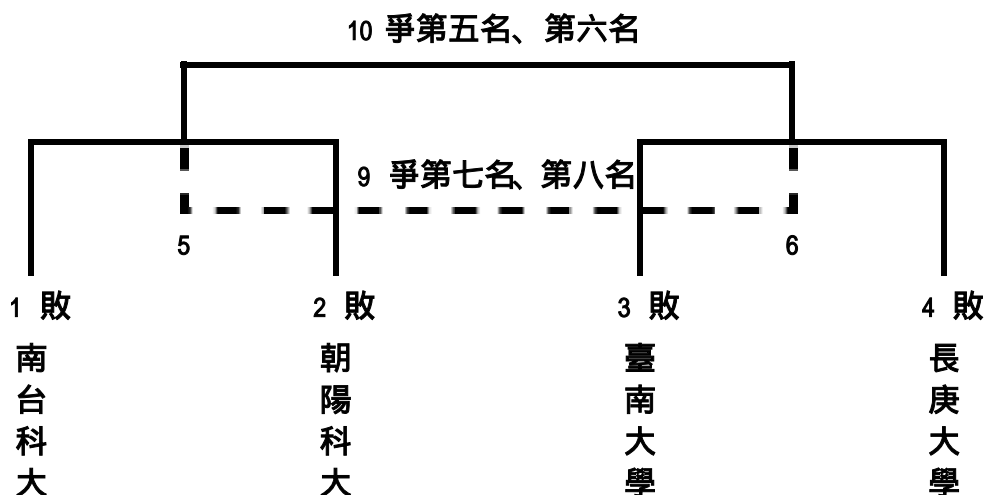 10 爭第五名、第六名
9 爭第七名、第八名
5
6
1 敗
2 敗
3 敗
4 敗
南台科大
朝陽科大
臺南大學
長庚大學